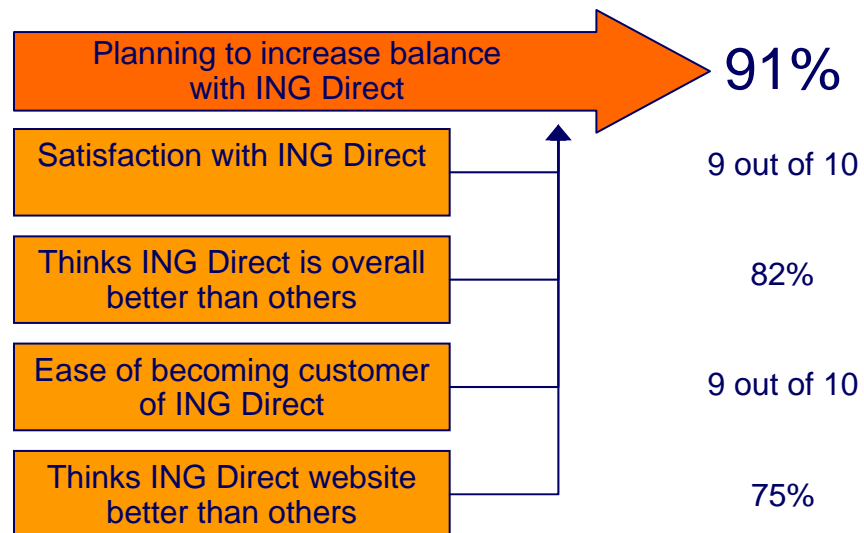 Planning to increase balance
with ING Direct
91%
Satisfaction with ING Direct
9 out of 10
Thinks ING Direct is overall
better than others
82%
Ease of becoming customer
of ING Direct
9 out of 10
Thinks ING Direct website
better than others
75%